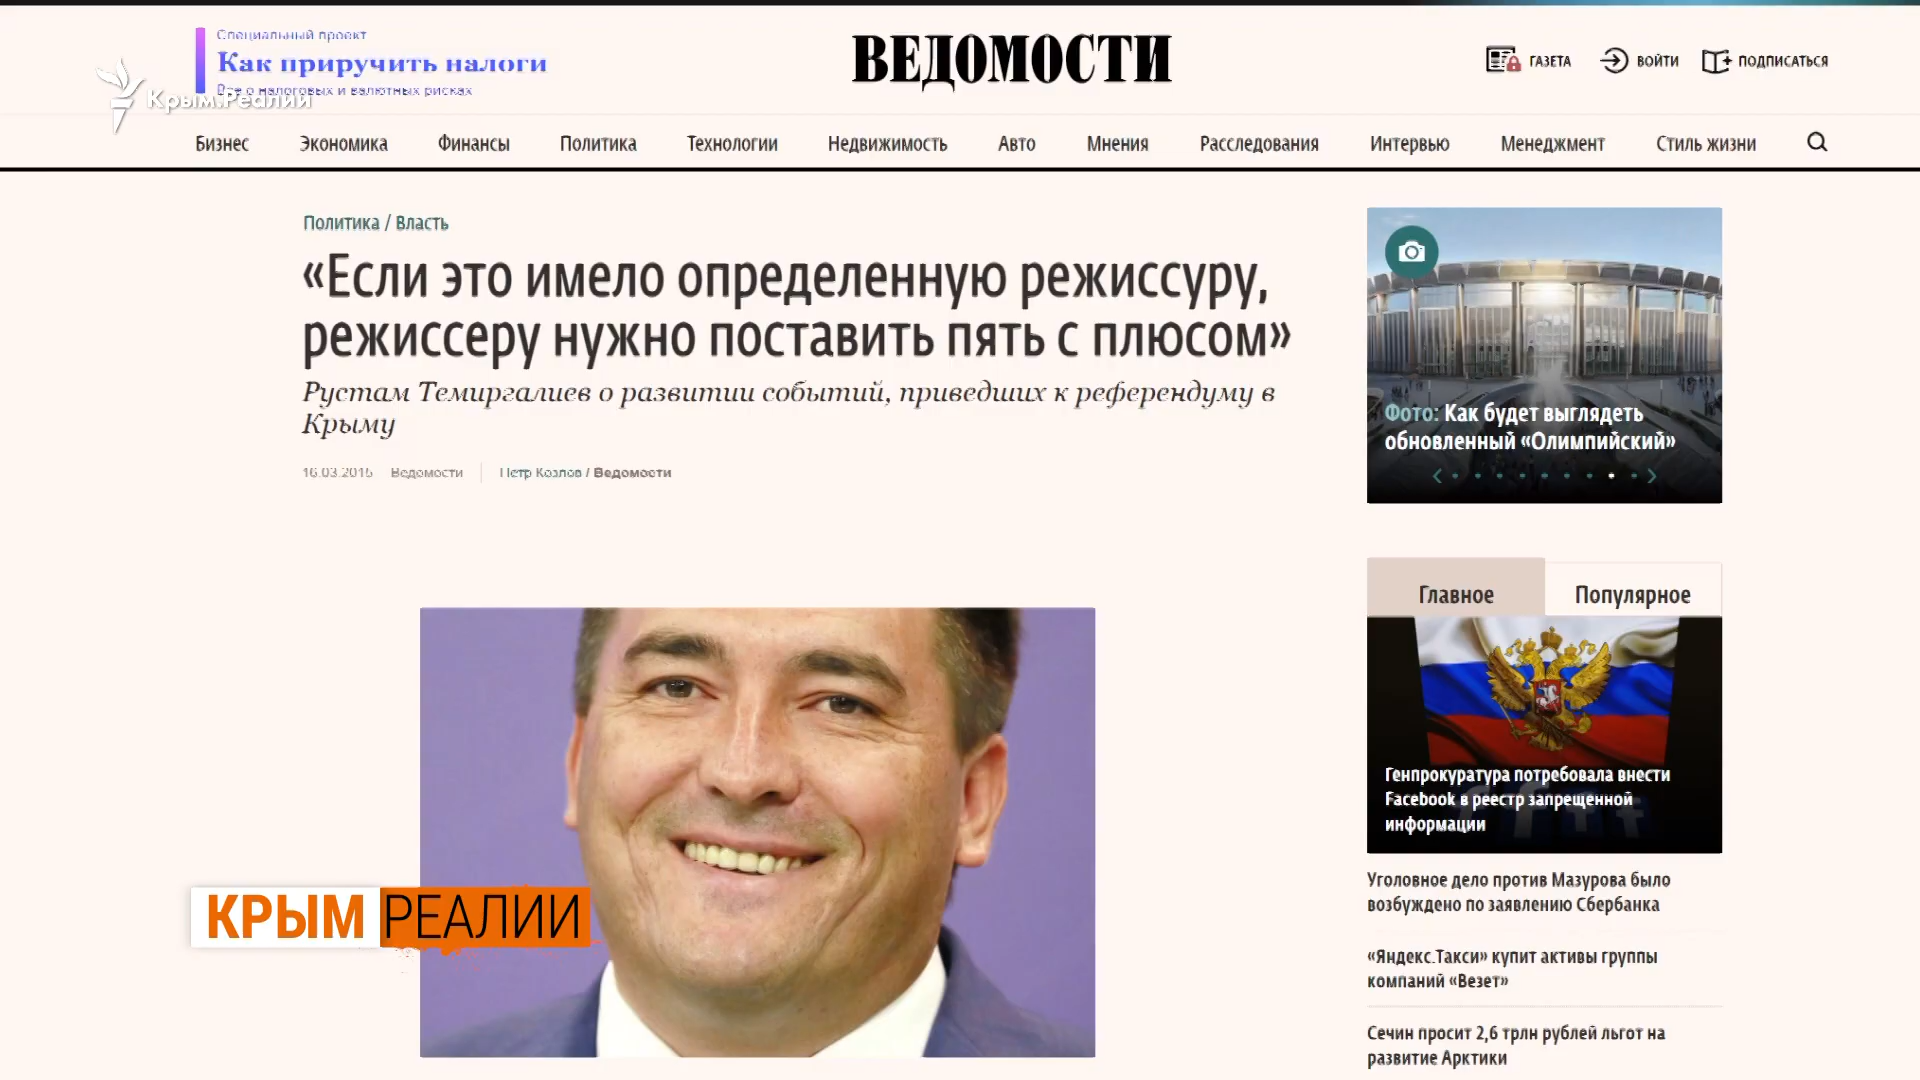 Специальный проект
Как приручить налоги
Все о налоговых и валютных рисках
Крым.Реалии
ВЕДОМОСТИ
ГАЗЕТА
ВОЙТИ
ПОДПИСАТЬСЯ
Бизнес Экономика Финансы Политика Технологии Недвижимость Авто Мнения Расследования Интервью Менеджмент Стиль жизни
Политика / Власть
«Если это имело определенную режиссуру,
режиссеру нужно поставить пять с плюсом»
Рустам Темиргалиев о развитии событий, приведших к референдуму в
Крыму
16.03.2015 Ведомости Петр Козлов / Ведомости
КРЫМ РЕАЛИИ
Фото: Как будет выглядеть
обновленный «Олимпийский»
Главное Популярное
Генпрокуратура потребовала внести
Facebook в реестр запрещенной
информации
Уголовное дело против Мазурова было
возбуждено по заявлению Сбербанка
«Яндекс.Такси» купит активы группы
компаний «Везет»
Сечин просит 2,6 трлн рублей льгот на
развитие Арктики